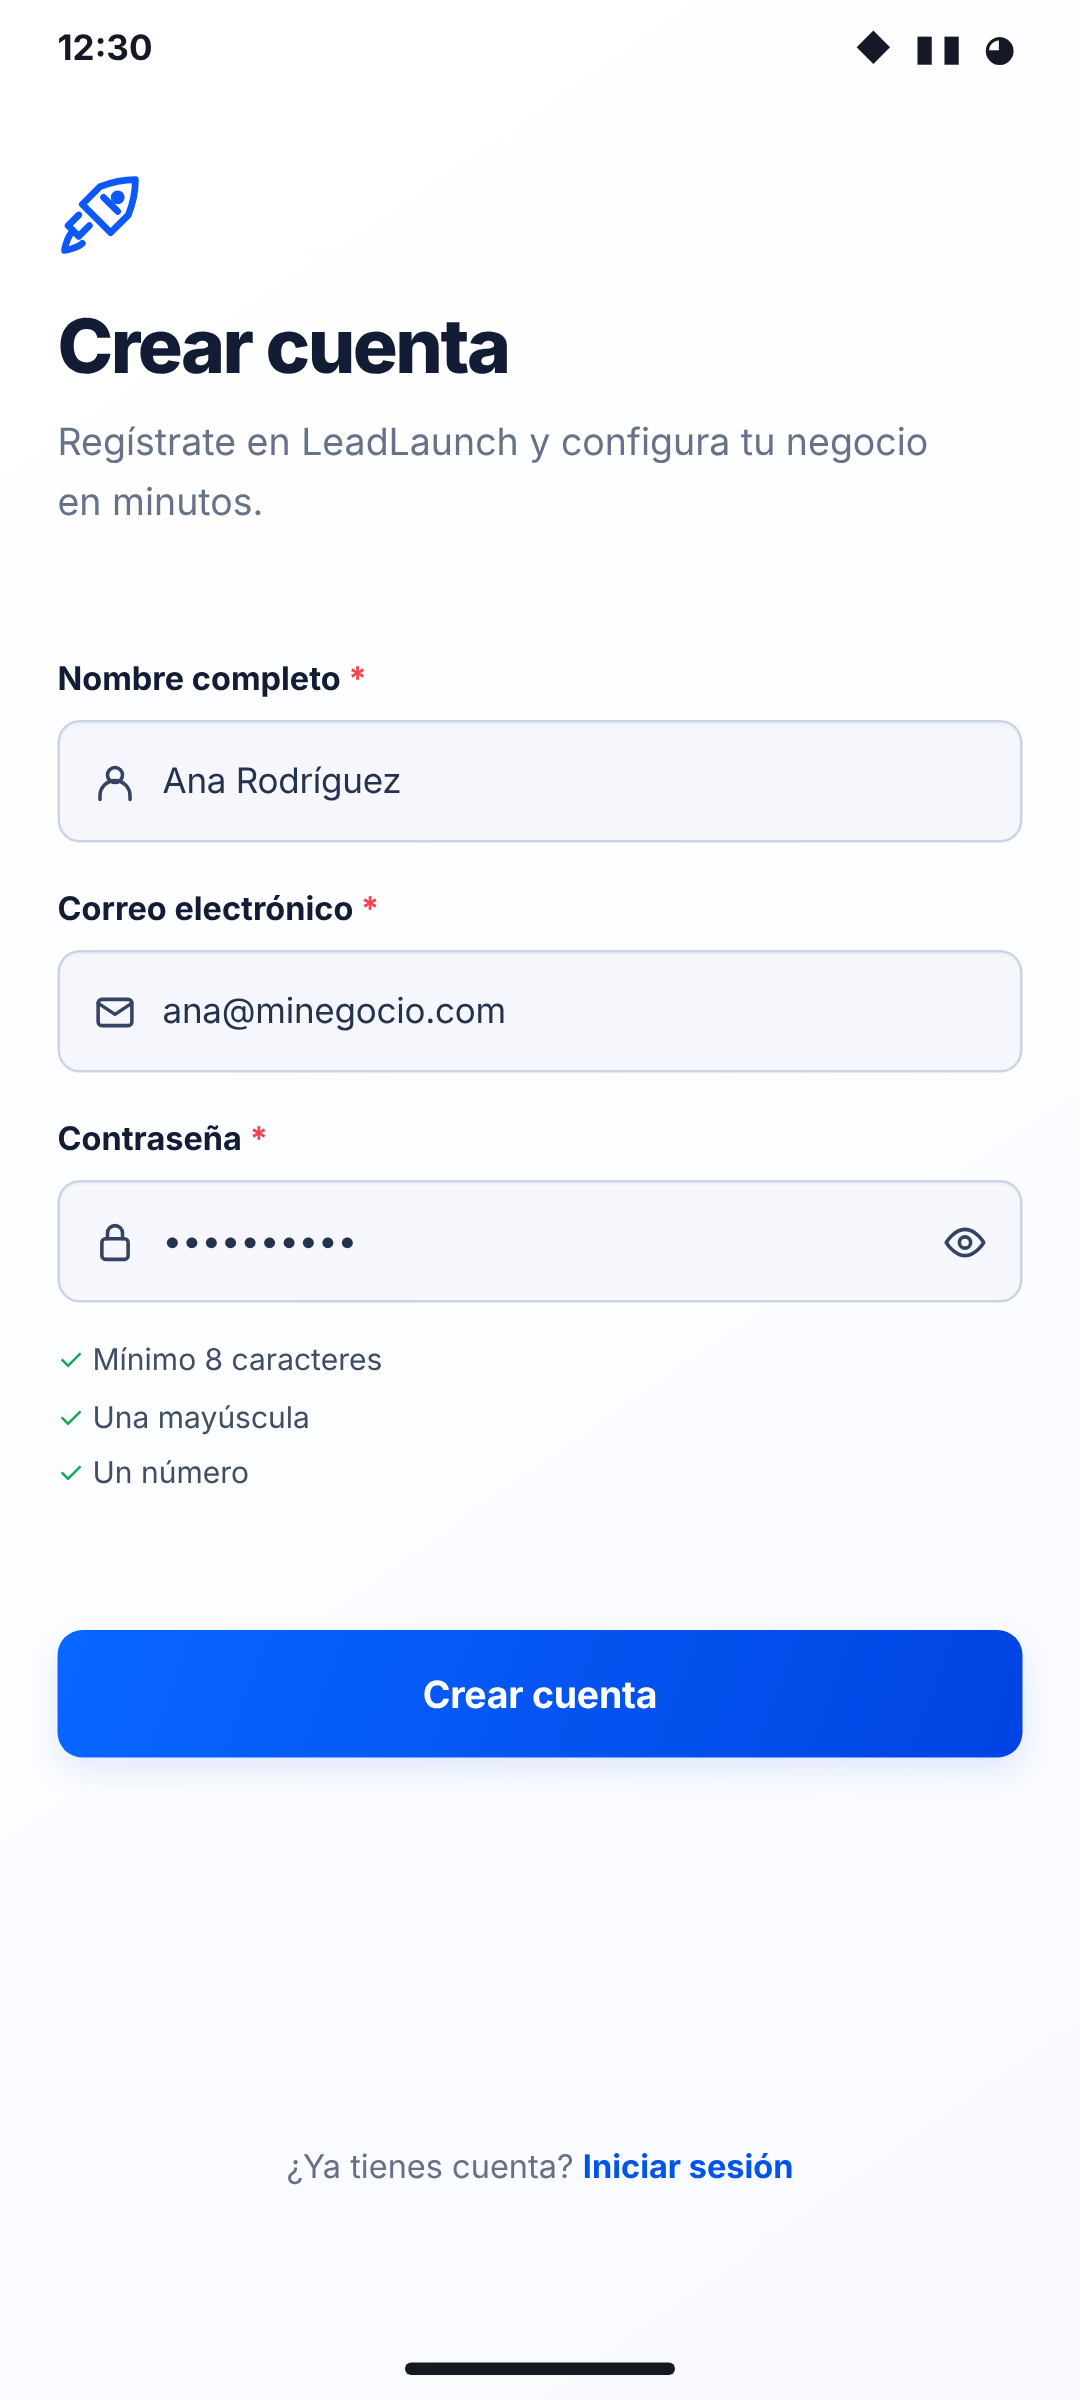 12:30
Crear cuenta
Regístrate en LeadLaunch y configura tu negocio
en minutos.
Nombre completo *
Ana Rodríguez
Correo electrónico *
ana@minegocio.com
Contraseña *
••••••••••
✓ Mínimo 8 caracteres
✓ Una mayúscula
✓ Un número
Crear cuenta
¿Ya tienes cuenta? Iniciar sesión